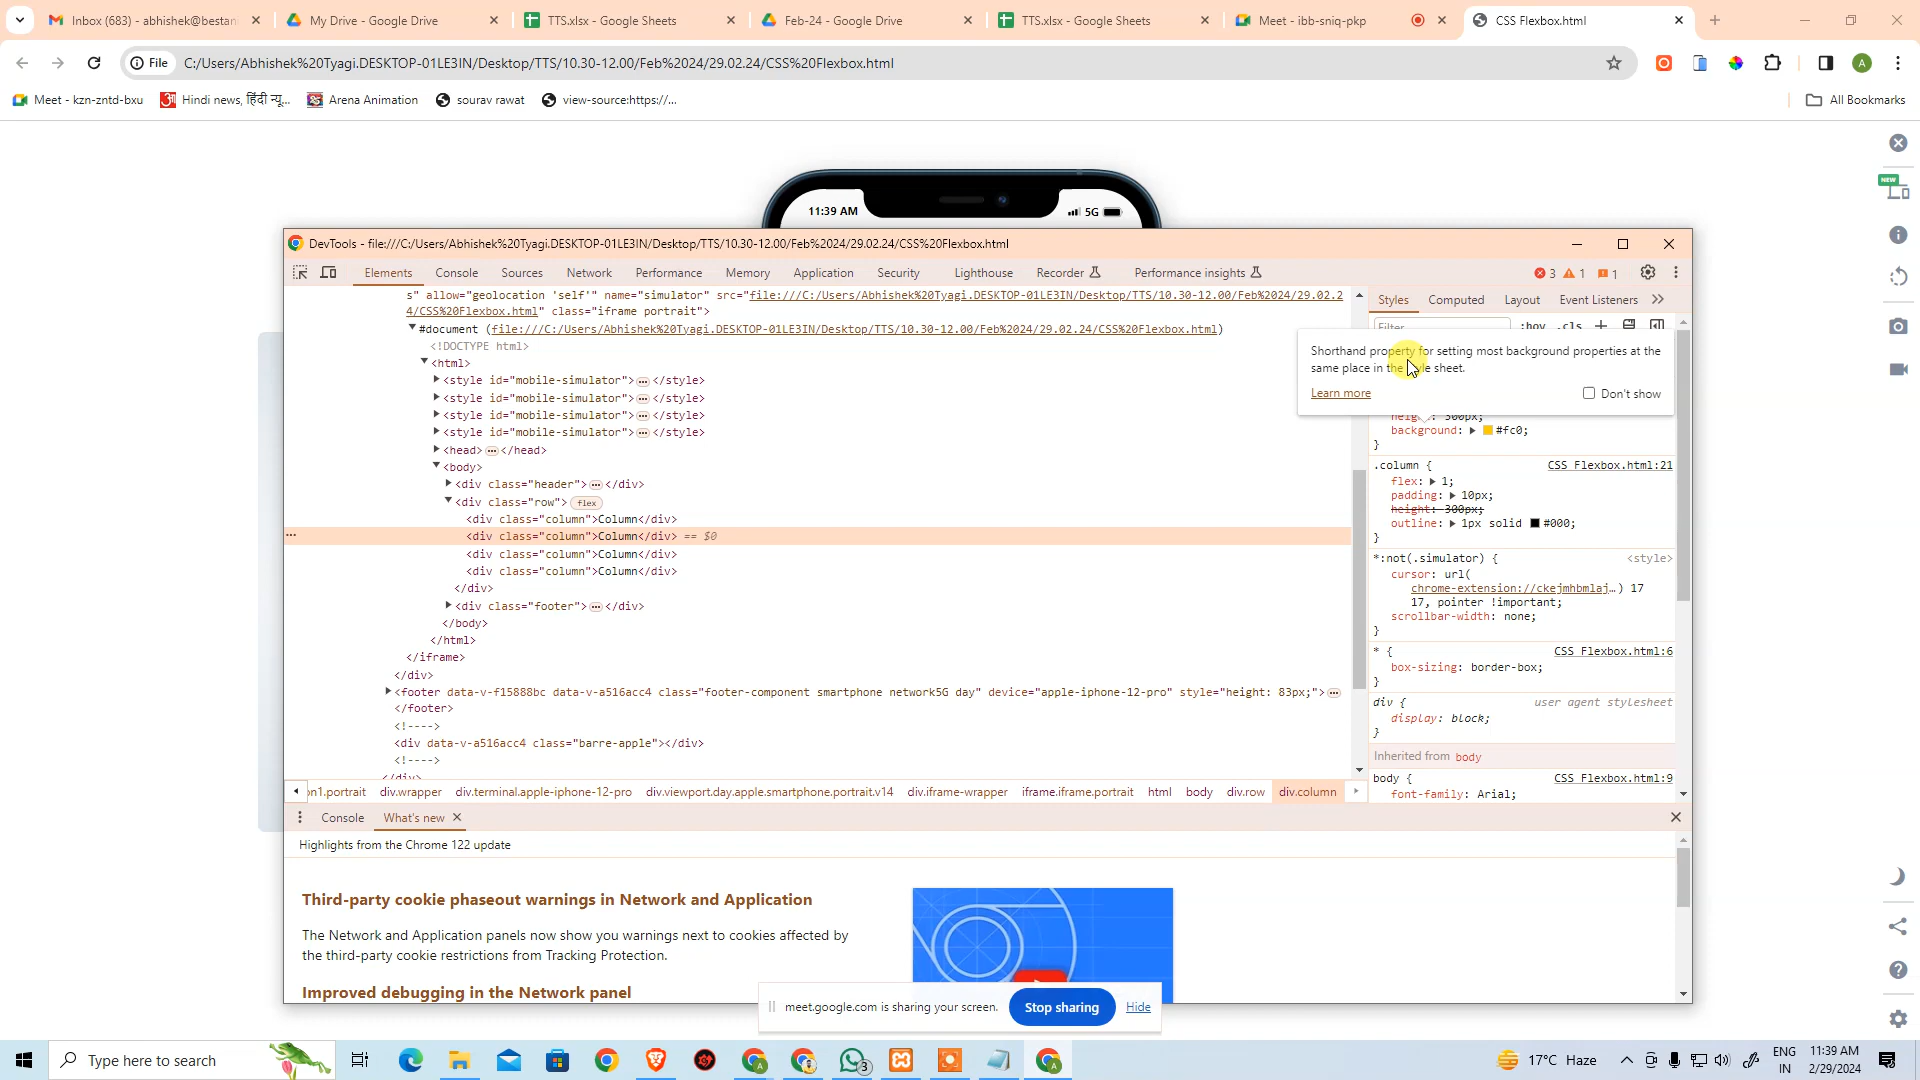 Inbox (683) - abhishek@bestan
My Drive - Google Drive
TTS.xlsx - Google Sheets
Feb-24 - Google Drive
TTS.xlsx - Google Sheets
Meet - ibb-sniq-pkp
CSS Flexbox.html
File
C:/Users/Abhishek%20Tyagi.DESKTOP-01LE3IN/Desktop/TTS/10.30-12.00/Feb%2024/29.02.24/CSS%20Flexbox.html
A
Meet - kzn-zntd-bxu
Hindi news, हिंदी न्यू...
Arena Animation
sourav rawat
view-source:https://...
All Bookmarks
NEW
11:39 AM
5G
DevTools - file:///C:/Users/Abhishek%20Tyagi.DESKTOP-01LE3IN/Desktop/TTS/10.30-12.00/Feb%2024/29.02.24/CSS%20Flexbox.html
Elements
Console
Sources
Network
Performance
Memory
Application
Security
Lighthouse
Recorder
Performance insights
3
1
1
s" allow="geolocation 'self'" name="simulator" src="file:///C:/Users/Abhishek%20Tyagi.DESKTOP-01LE3IN/Desktop/TTS/10.30-12.00/Feb%2024/29.02.2
4/CSS%20Flexbox.html" class="iframe portrait">
#document (file:///C:/Users/Abhishek%20Tyagi.DESKTOP-01LE3IN/Desktop/TTS/10.30-12.00/Feb%2024/29.02.24/CSS%20Flexbox.html)
<!DOCTYPE html>
<html>
<style id="mobile-simulator">…</style>
<style id="mobile-simulator">…</style>
<style id="mobile-simulator">…</style>
<style id="mobile-simulator">…</style>
<head>…</head>
<body>
<div class="header">…</div>
<div class="row"> flex
<div class="column">Column</div>
… <div class="column">Column</div> == $0
<div class="column">Column</div>
<div class="column">Column</div>
</div>
<div class="footer">…</div>
</body>
</html>
</iframe>
</div>
<footer data-v-f15888bc data-v-a516acc4 class="footer-component smartphone network5G day" device="apple-iphone-12-pro" style="height: 83px;">…
</footer>
<!---->
<div data-v-a516acc4 class="barre-apple"></div>
<!---->
</div>
on1.portrait
div.wrapper
div.terminal.apple-iphone-12-pro
div.viewport.day.apple.smartphone.portrait.v14
div.iframe-wrapper
iframe.iframe.portrait
html
body
div.row
div.column
Styles
Computed
Layout
Event Listeners
Filter
:hov
.cls
Shorthand property for setting most background properties at the
same place in the style sheet.
Learn more
Don't show
height: 300px;
background: #fc0;
}
.column {
CSS Flexbox.html:21
flex: 1;
padding: 10px;
height: 300px;
outline: 1px solid #000;
}
*:not(.simulator) {
<style>
cursor: url(
chrome-extension://ckejmhbmlaj…) 17
17, pointer !important;
scrollbar-width: none;
}
* {
CSS Flexbox.html:6
box-sizing: border-box;
}
div {
user agent stylesheet
display: block;
}
Inherited from body
body {
CSS Flexbox.html:9
font-family: Arial;
Console
What's new
Highlights from the Chrome 122 update
Third-party cookie phaseout warnings in Network and Application
The Network and Application panels now show you warnings next to cookies affected by
the third-party cookie restrictions from Tracking Protection.
Improved debugging in the Network panel
meet.google.com is sharing your screen.
Stop sharing
Hide
Type here to search
3
17°C Haze
ENG
IN
11:39 AM
2/29/2024